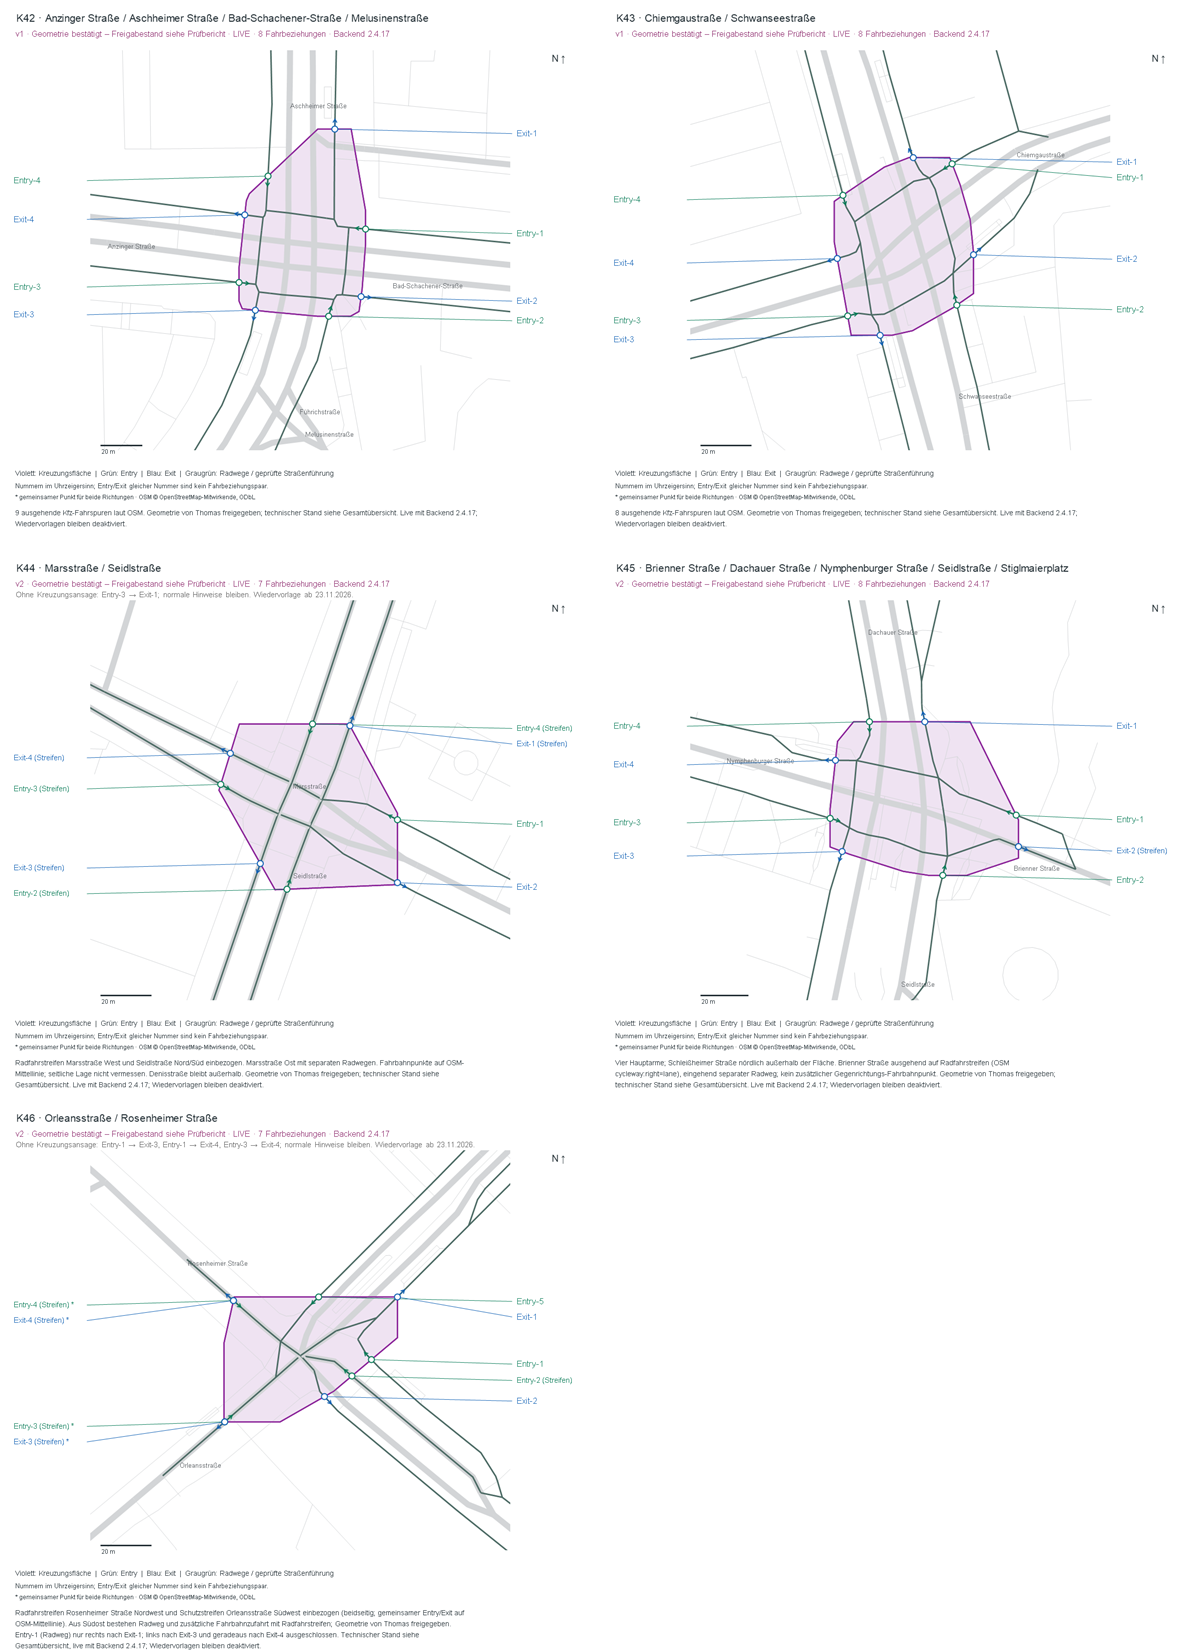 K42 · Anzinger Straße / Aschheimer Straße / Bad-Schachener-Straße / Melusinenstraße
v1 · Geometrie bestätigt – Freigabestand siehe Prüfbericht · LIVE · 8 Fahrbeziehungen · Backend 2.4.17
N ↑
Aschheimer Straße
Exit-1
Entry-4
Exit-4
Entry-1
Anzinger Straße
Entry-3
Bad-Schachener-Straße
Exit-2
Exit-3
Entry-2
Führichstraße
Melusinenstraße
20 m
Violett: Kreuzungsfläche | Grün: Entry | Blau: Exit | Graugrün: Radwege / geprüfte Straßenführung
Nummern im Uhrzeigersinn; Entry/Exit gleicher Nummer sind kein Fahrbeziehungspaar.
* gemeinsamer Punkt für beide Richtungen · OSM © OpenStreetMap-Mitwirkende, ODbL
9 ausgehende Kfz-Fahrspuren laut OSM. Geometrie von Thomas freigegeben; technischer Stand siehe Gesamtübersicht. Live mit Backend 2.4.17;
Wiedervorlagen bleiben deaktiviert.
K43 · Chiemgaustraße / Schwanseestraße
v1 · Geometrie bestätigt – Freigabestand siehe Prüfbericht · LIVE · 8 Fahrbeziehungen · Backend 2.4.17
N ↑
Chiemgaustraße
Exit-1
Entry-1
Entry-4
Exit-4
Exit-2
Entry-2
Entry-3
Exit-3
Schwanseestraße
20 m
Violett: Kreuzungsfläche | Grün: Entry | Blau: Exit | Graugrün: Radwege / geprüfte Straßenführung
Nummern im Uhrzeigersinn; Entry/Exit gleicher Nummer sind kein Fahrbeziehungspaar.
* gemeinsamer Punkt für beide Richtungen · OSM © OpenStreetMap-Mitwirkende, ODbL
8 ausgehende Kfz-Fahrspuren laut OSM. Geometrie von Thomas freigegeben; technischer Stand siehe Gesamtübersicht. Live mit Backend 2.4.17;
Wiedervorlagen bleiben deaktiviert.
K44 · Marsstraße / Seidlstraße
v2 · Geometrie bestätigt – Freigabestand siehe Prüfbericht · LIVE · 7 Fahrbeziehungen · Backend 2.4.17
Ohne Kreuzungsansage: Entry-3 → Exit-1; normale Hinweise bleiben. Wiedervorlage ab 23.11.2026.
N ↑
Entry-4 (Streifen)
Exit-1 (Streifen)
Exit-4 (Streifen)
Entry-3 (Streifen)
Marsstraße
Entry-1
Exit-3 (Streifen)
Seidlstraße
Exit-2
Entry-2 (Streifen)
20 m
Violett: Kreuzungsfläche | Grün: Entry | Blau: Exit | Graugrün: Radwege / geprüfte Straßenführung
Nummern im Uhrzeigersinn; Entry/Exit gleicher Nummer sind kein Fahrbeziehungspaar.
* gemeinsamer Punkt für beide Richtungen · OSM © OpenStreetMap-Mitwirkende, ODbL
Radfahrstreifen Marsstraße West und Seidlstraße Nord/Süd einbezogen. Marsstraße Ost mit separaten Radwegen. Fahrbahnpunkte auf OSM-
Mittellinie; seitliche Lage nicht vermessen. Denisstraße bleibt außerhalb. Geometrie von Thomas freigegeben; technischer Stand siehe
Gesamtübersicht. Live mit Backend 2.4.17; Wiedervorlagen bleiben deaktiviert.
K45 · Brienner Straße / Dachauer Straße / Nymphenburger Straße / Seidlstraße / Stiglmaierplatz
v2 · Geometrie bestätigt – Freigabestand siehe Prüfbericht · LIVE · 8 Fahrbeziehungen · Backend 2.4.17
N ↑
Dachauer Straße
Entry-4
Exit-1
Nymphenburger Straße
Exit-4
Entry-3
Entry-1
Exit-3
Exit-2 (Streifen)
Brienner Straße
Entry-2
Seidlstraße
20 m
Violett: Kreuzungsfläche | Grün: Entry | Blau: Exit | Graugrün: Radwege / geprüfte Straßenführung
Nummern im Uhrzeigersinn; Entry/Exit gleicher Nummer sind kein Fahrbeziehungspaar.
* gemeinsamer Punkt für beide Richtungen · OSM © OpenStreetMap-Mitwirkende, ODbL
Vier Hauptarme; Schleißheimer Straße nördlich außerhalb der Fläche. Brienner Straße ausgehend auf Radfahrstreifen (OSM
cycleway:right=lane), eingehend separater Radweg; kein zusätzlicher Gegenrichtungs-Fahrbahnpunkt. Geometrie von Thomas freigegeben;
technischer Stand siehe Gesamtübersicht. Live mit Backend 2.4.17; Wiedervorlagen bleiben deaktiviert.
K46 · Orleansstraße / Rosenheimer Straße
v2 · Geometrie bestätigt – Freigabestand siehe Prüfbericht · LIVE · 7 Fahrbeziehungen · Backend 2.4.17
Ohne Kreuzungsansage: Entry-1 → Exit-3, Entry-1 → Exit-4, Entry-3 → Exit-4; normale Hinweise bleiben. Wiedervorlage ab 23.11.2026.
N ↑
Rosenheimer Straße
Entry-4 (Streifen) *
Exit-4 (Streifen) *
Entry-5
Exit-1
Entry-1
Entry-2 (Streifen)
Exit-2
Entry-3 (Streifen) *
Exit-3 (Streifen) *
Orleansstraße
20 m
Violett: Kreuzungsfläche | Grün: Entry | Blau: Exit | Graugrün: Radwege / geprüfte Straßenführung
Nummern im Uhrzeigersinn; Entry/Exit gleicher Nummer sind kein Fahrbeziehungspaar.
* gemeinsamer Punkt für beide Richtungen · OSM © OpenStreetMap-Mitwirkende, ODbL
Radfahrstreifen Rosenheimer Straße Nordwest und Schutzstreifen Orleansstraße Südwest einbezogen (beidseitig, gemeinsamer Entry/Exit auf
OSM-Mittellinie). Aus Südost bestehen Radweg und zusätzliche Fahrbahnzufahrt mit Radfahrstreifen; Geometrie von Thomas freigegeben.
Entry-1 (Radweg) nur rechts nach Exit-1; links nach Exit-3 und geradeaus nach Exit-4 ausgeschlossen. Technischer Stand siehe
Gesamtübersicht, live mit Backend 2.4.17; Wiedervorlagen bleiben deaktiviert.